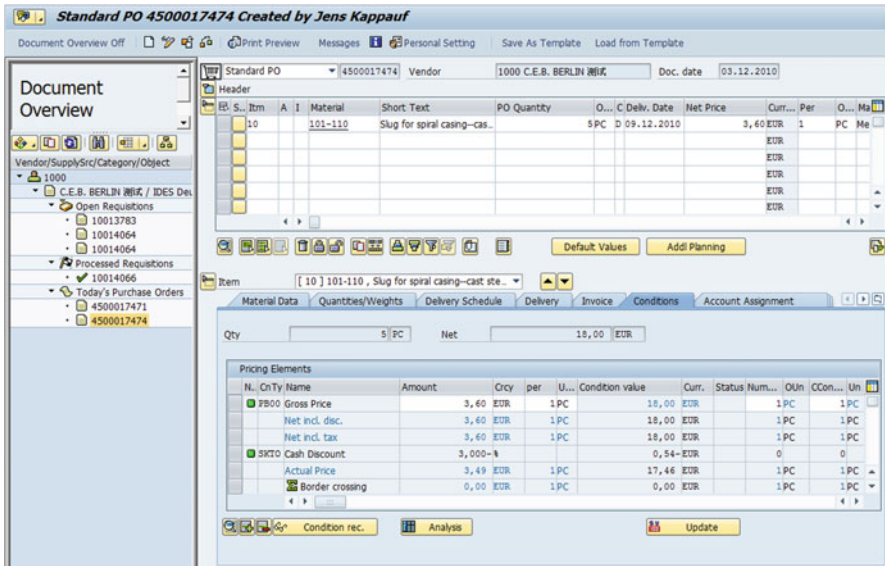 Standard PO 4500017474 Created by Jens Kappauf
Document Overview Off Print Preview Messages Personal Setting Save As Template Load from Template
Document
Overview
Vendor/SupplySrc/Category/Object
1000
C.E.B. BERLIN 测试 / IDES Deu
Open Requisitions
10013783
10014064
10014064
Processed Requisitions
10014066
Today's Purchase Orders
4500017471
4500017474
Standard PO 4500017474 Vendor 1000 C.E.B. BERLIN 测试 Doc. date 03.12.2010
Header
S.. Itm A I Material Short Text PO Quantity O... C Deliv. Date Net Price Curr... Per O... Ma
10 101-110 Slug for spiral casing--cas.. 5 PC D 09.12.2010 3,60 EUR 1 PC Me
EUR
EUR
EUR
EUR
EUR
Default Values Addl Planning
Item [ 10 ] 101-110 , Slug for spiral casing--cast ste..
Material Data Quantities/Weights Delivery Schedule Delivery Invoice Conditions Account Assignment
Qty 5 PC Net 18,00 EUR
Pricing Elements
N.. CnTy Name Amount Crcy per U... Condition value Curr. Status Num... OUn CCon... Un
PB00 Gross Price 3,60 EUR 1 PC 18,00 EUR 1 PC 1 PC
Net incl. disc. 3,60 EUR 1 PC 18,00 EUR 1 PC 1 PC
Net incl. tax 3,60 EUR 1 PC 18,00 EUR 1 PC 1 PC
SKTO Cash Discount 3,000- % 0,54- EUR 0 0
Actual Price 3,49 EUR 1 PC 17,46 EUR 1 PC 1 PC
Border crossing 0,00 EUR 1 PC 0,00 EUR 1 PC 1 PC
Condition rec. Analysis Update